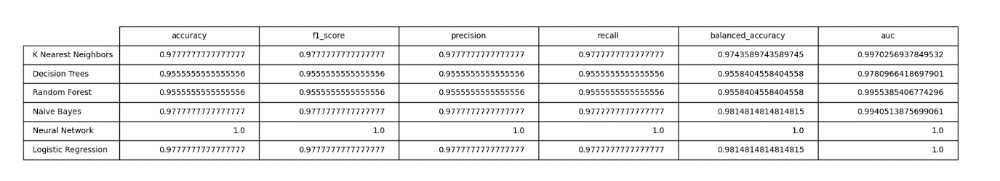 accuracy f1_score precision recall balanced_accuracy auc
K Nearest Neighbors 0.9777777777777777 0.9777777777777777 0.9777777777777777 0.9777777777777777 0.9743589743589745 0.9970256937849532
Decision Trees 0.9555555555555556 0.9555555555555556 0.9555555555555556 0.9555555555555556 0.9558404558404558 0.9780966418697901
Random Forest 0.9555555555555556 0.9555555555555556 0.9555555555555556 0.9555555555555556 0.9558404558404558 0.9955385406774296
Naive Bayes 0.9777777777777777 0.9777777777777777 0.9777777777777777 0.9777777777777777 0.9814814814814815 0.9940513875699061
Neural Network 1.0 1.0 1.0 1.0 1.0 1.0
Logistic Regression 0.9777777777777777 0.9777777777777777 0.9777777777777777 0.9777777777777777 0.9814814814814815 1.0